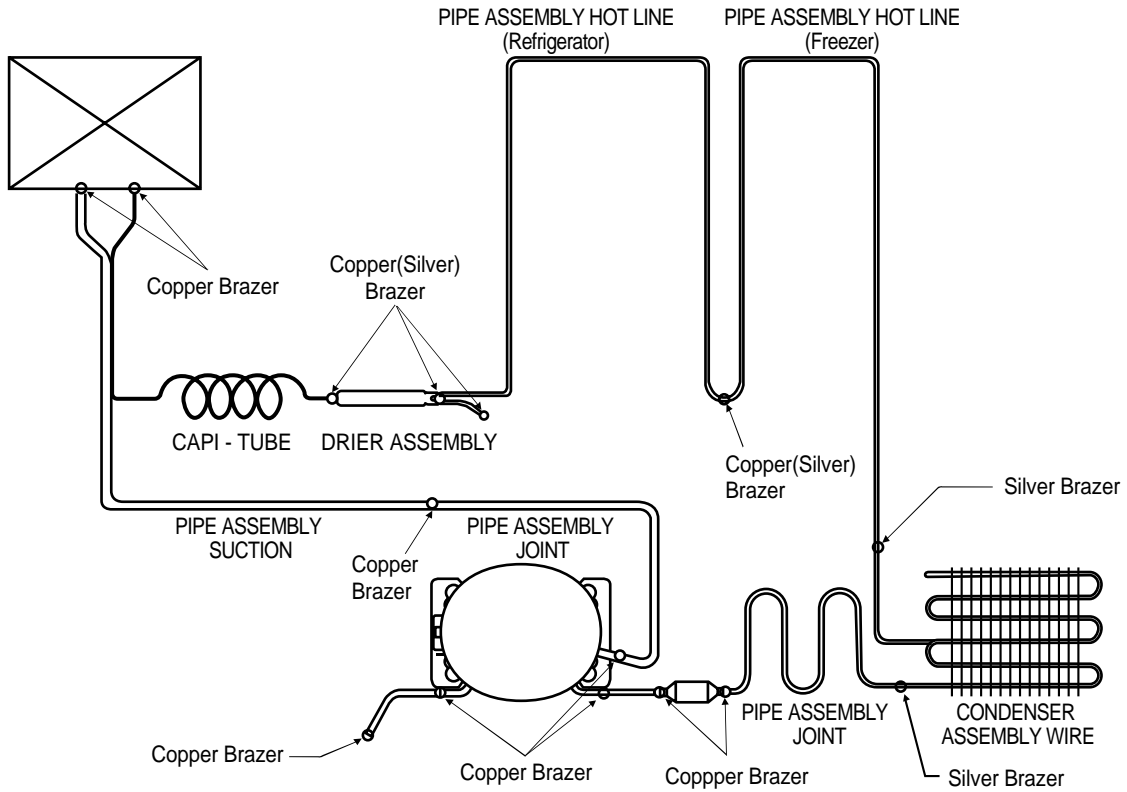 PIPE ASSEMBLY HOT LINE
(Refrigerator)
PIPE ASSEMBLY HOT LINE
(Freezer)
Copper Brazer
Copper(Silver)
Brazer
CAPI - TUBE
DRIER ASSEMBLY
Copper(Silver)
Brazer
Silver Brazer
PIPE ASSEMBLY
SUCTION
Copper
Brazer
PIPE ASSEMBLY
JOINT
PIPE ASSEMBLY
JOINT
CONDENSER
ASSEMBLY WIRE
Copper Brazer
Copper Brazer
Coppper Brazer
Silver Brazer